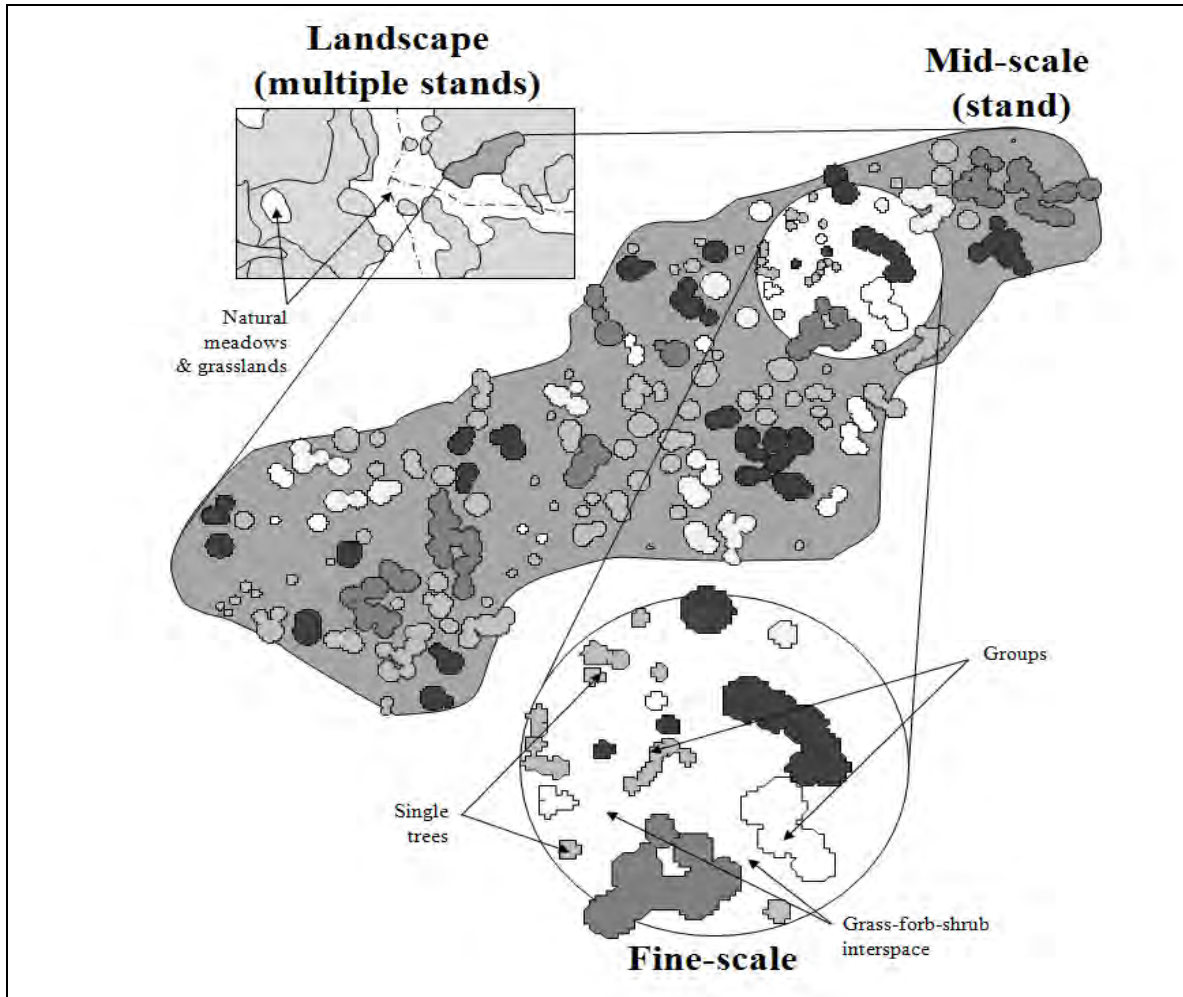 Landscape
(multiple stands)
Mid-scale
(stand)
Natural
meadows
& grasslands
Groups
Single
trees
Grass-forb-shrub
interspace
Fine-scale